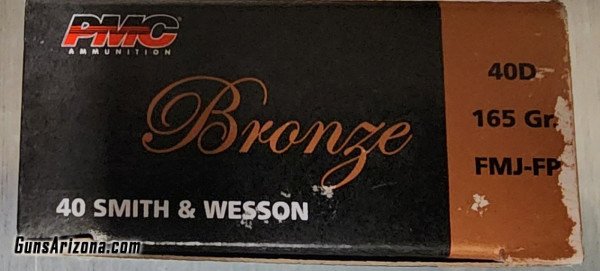 PMC
AMMUNITION
Bronze
40 SMITH & WESSON
40D
165 Gr.
FMJ-FP
GunsArizona.com